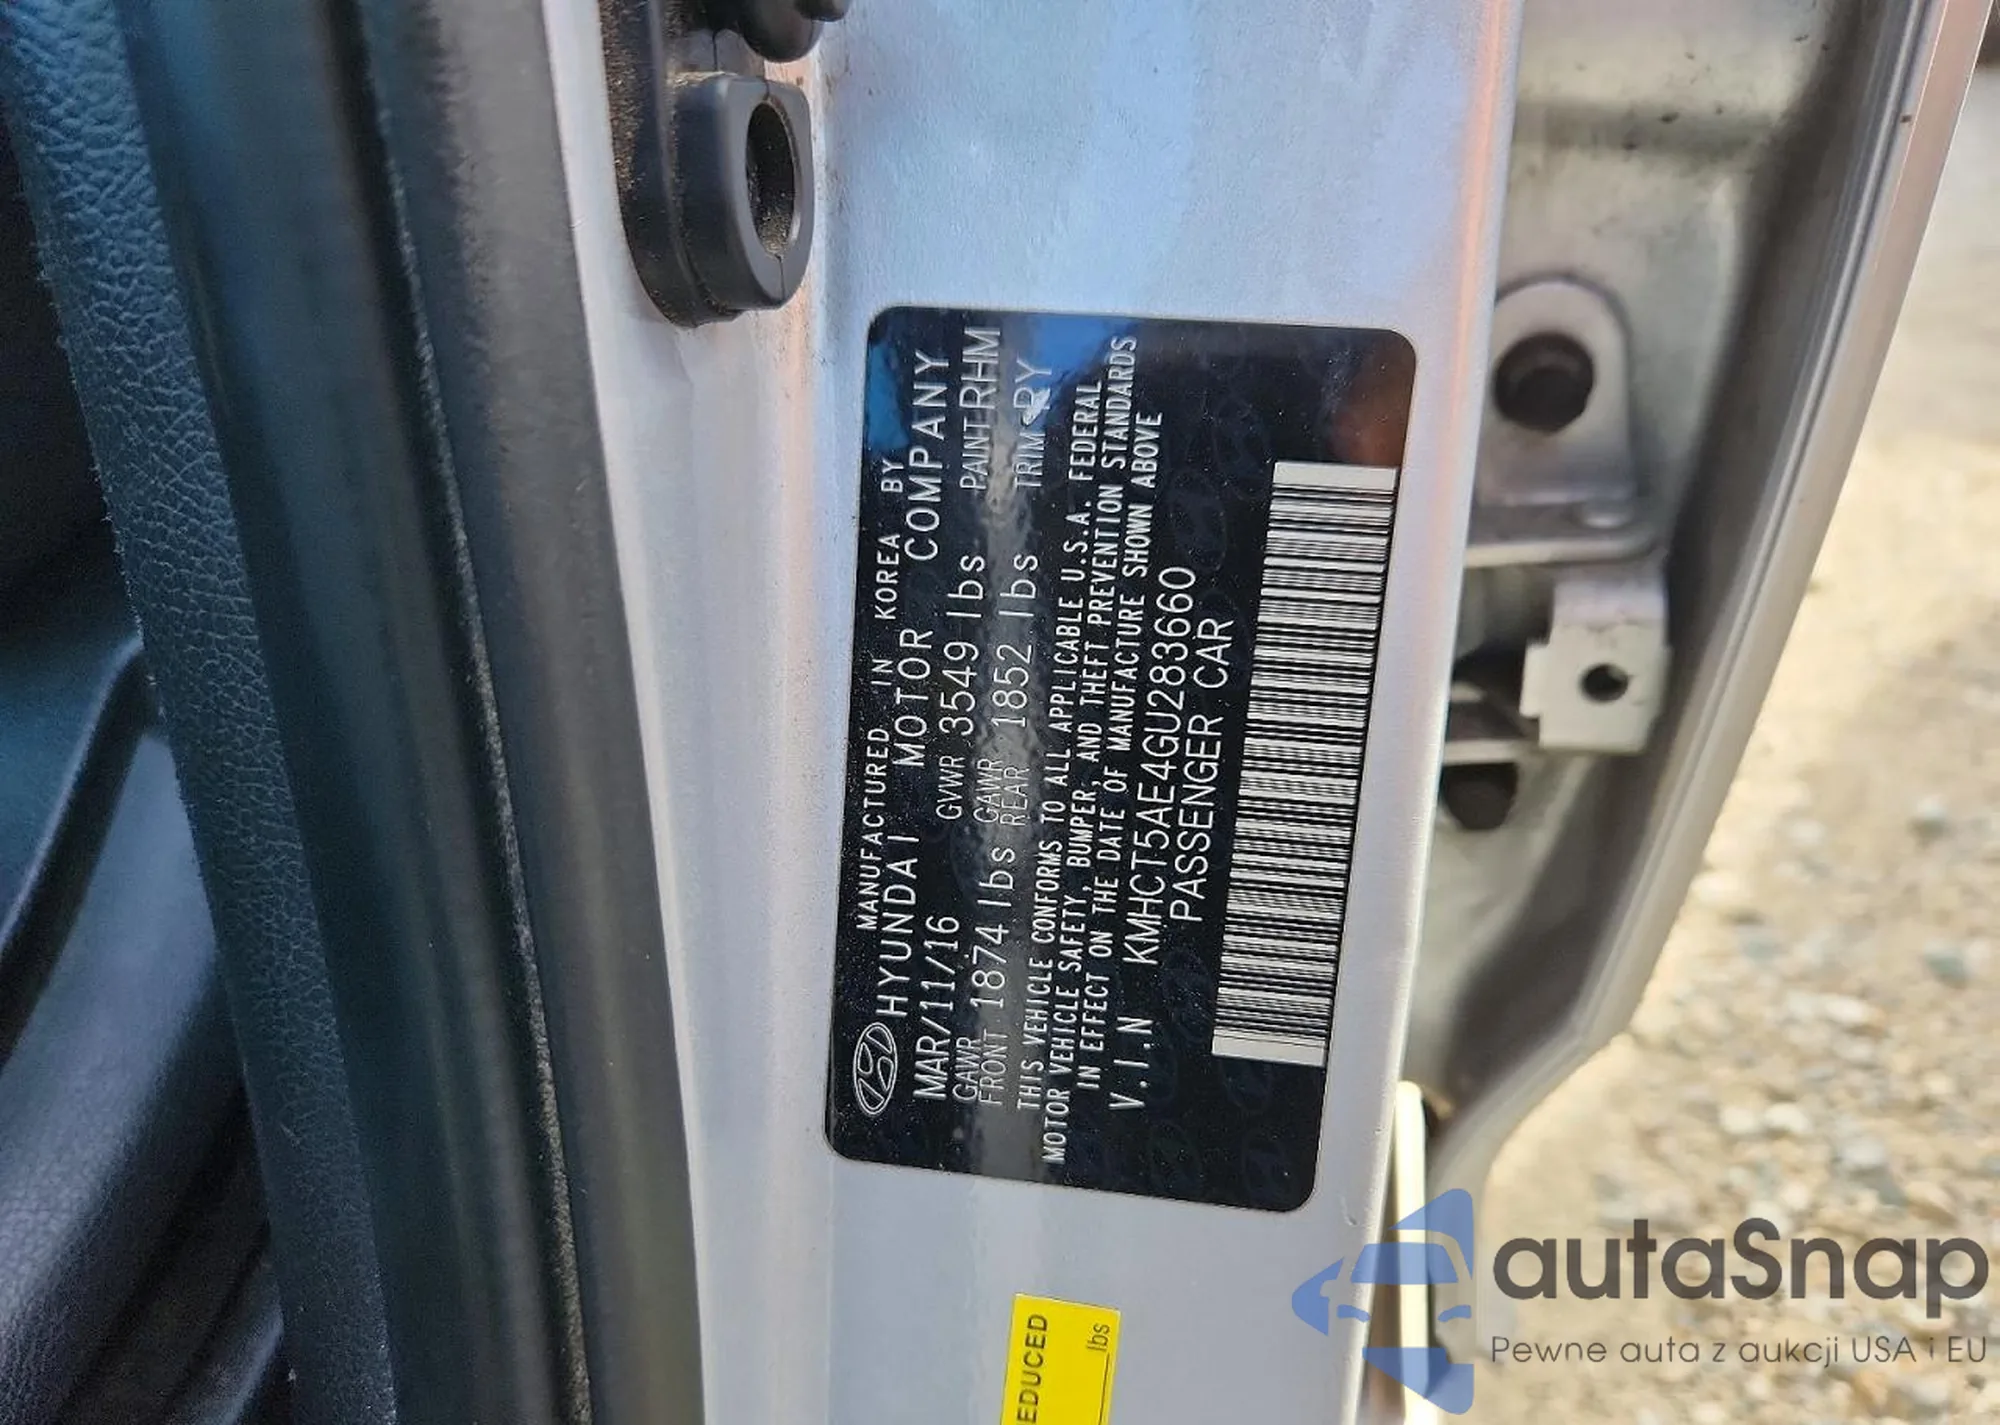 MANUFACTURED IN KOREA BY
HYUNDAI MOTOR COMPANY
MAR/11/16 GVWR 3549 lbs PAINT-RHM
GAWR FRONT 1874 lbs GAWR REAR 1852 lbs TRIM-RY
THIS VEHICLE CONFORMS TO ALL APPLICABLE U.S.A. FEDERAL
MOTOR VEHICLE SAFETY, BUMPER, AND THEFT PREVENTION STANDARDS
IN EFFECT ON THE DATE OF MANUFACTURE SHOWN ABOVE
V.I.N KMHCT5AE4GU283660
PASSENGER CAR
EDUCED
lbs
autaSnap
Pewne auta z aukcji USA i EU